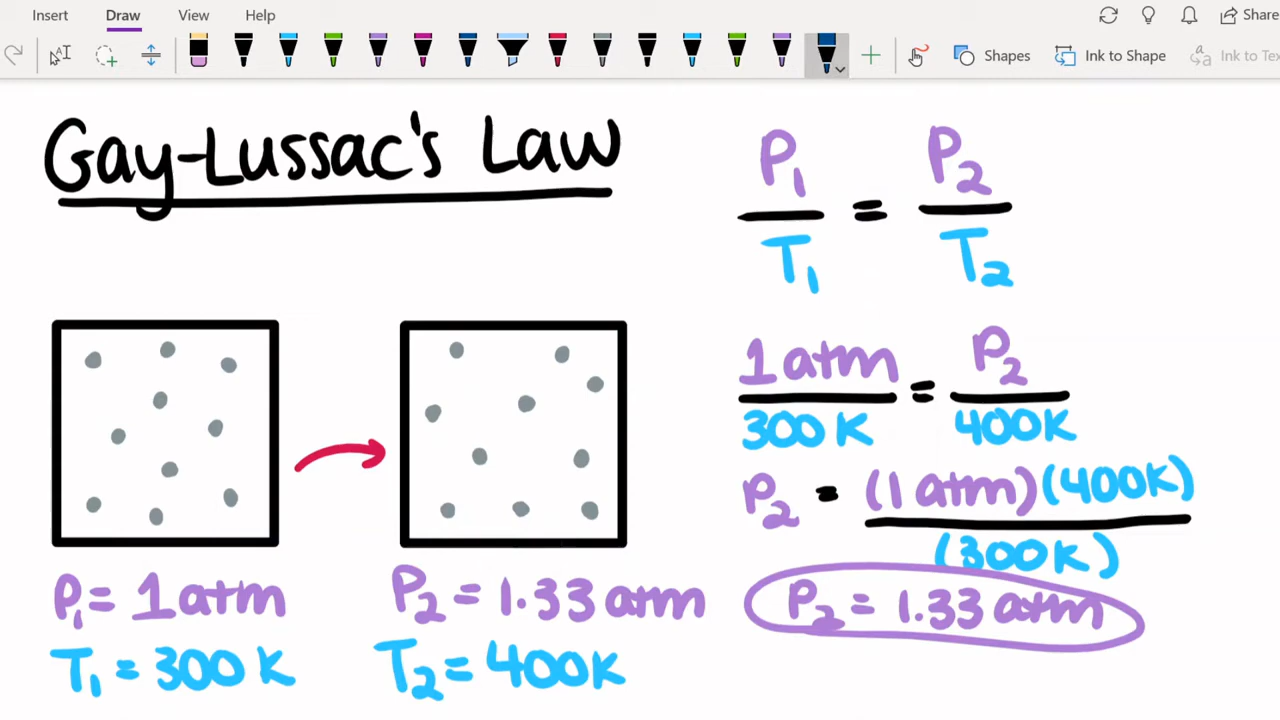 Insert Draw View Help Share
Shapes Ink to Shape Ink to Tex
Gay-Lussac's Law
P₁/T₁ = P₂/T₂
1 atm/300 K = P₂/400K
P₂ = (1 atm)(400K)/(300K)
P₂ = 1.33 atm
P₁ = 1 atm
T₁ = 300 K
P₂ = 1.33 atm
T₂ = 400K